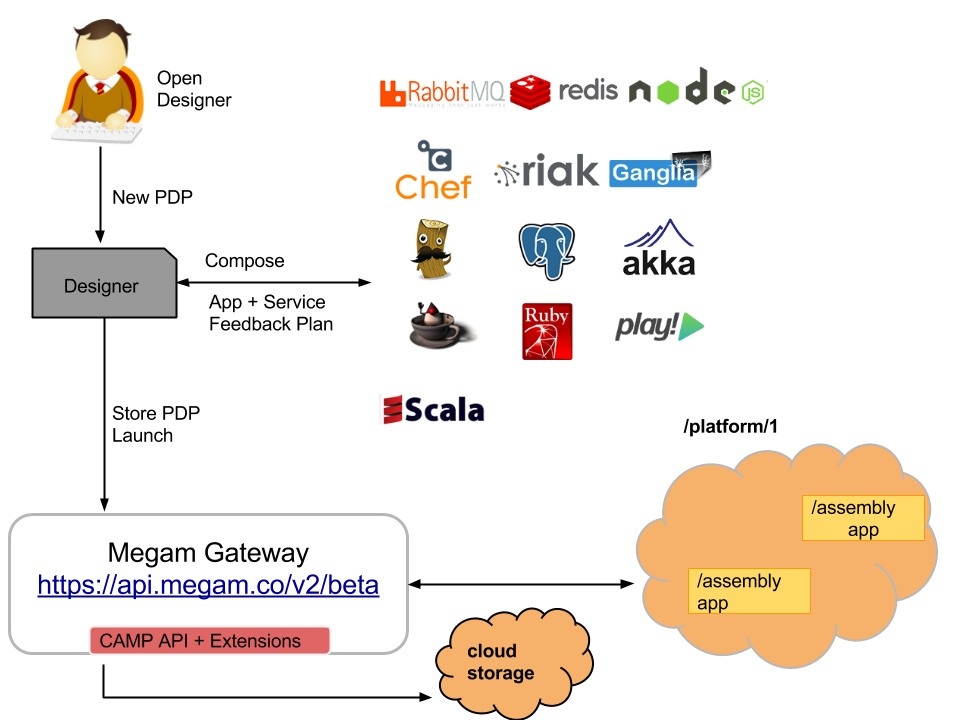 Open
Designer
RabbitMQ
redis
node
JS
New PDP
Chef
riak
Ganglia
Compose
akka
Designer
App + Service
Feedback Plan
Ruby
play!
Store PDP
Launch
Scala
/platform/1
/assembly
app
Megam Gateway
https://api.megam.co/v2/beta
/assembly
app
CAMP API + Extensions
cloud
storage